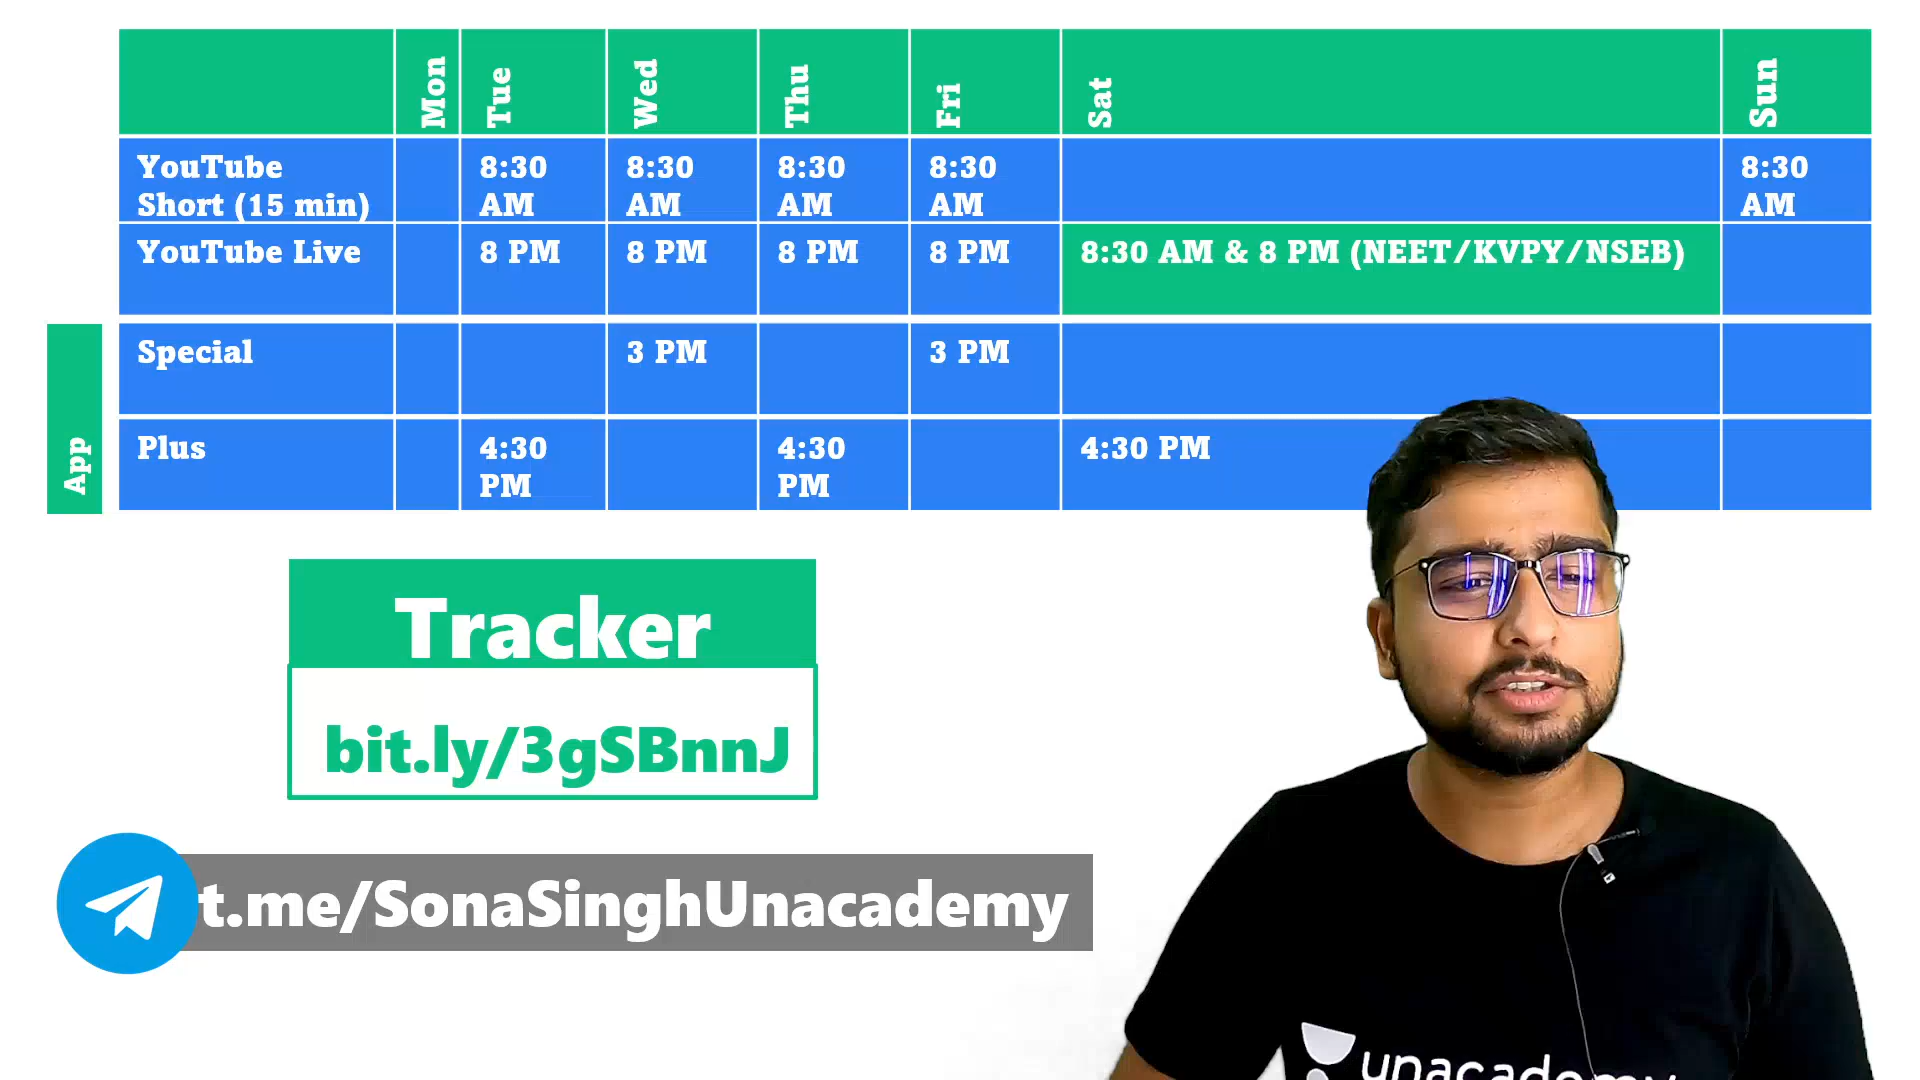 Mon Tue Wed Thu Fri Sat Sun
YouTube 8:30 8:30 8:30 8:30 8:30
Short (15 min) AM AM AM AM AM
YouTube Live 8 PM 8 PM 8 PM 8 PM 8:30 AM & 8 PM (NEET/KVPY/NSEB)
App
Special 3 PM 3 PM
Plus 4:30 4:30 4:30 PM
PM PM
Tracker
bit.ly/3gSBnnJ
t.me/SonaSinghUnacademy
unacademy